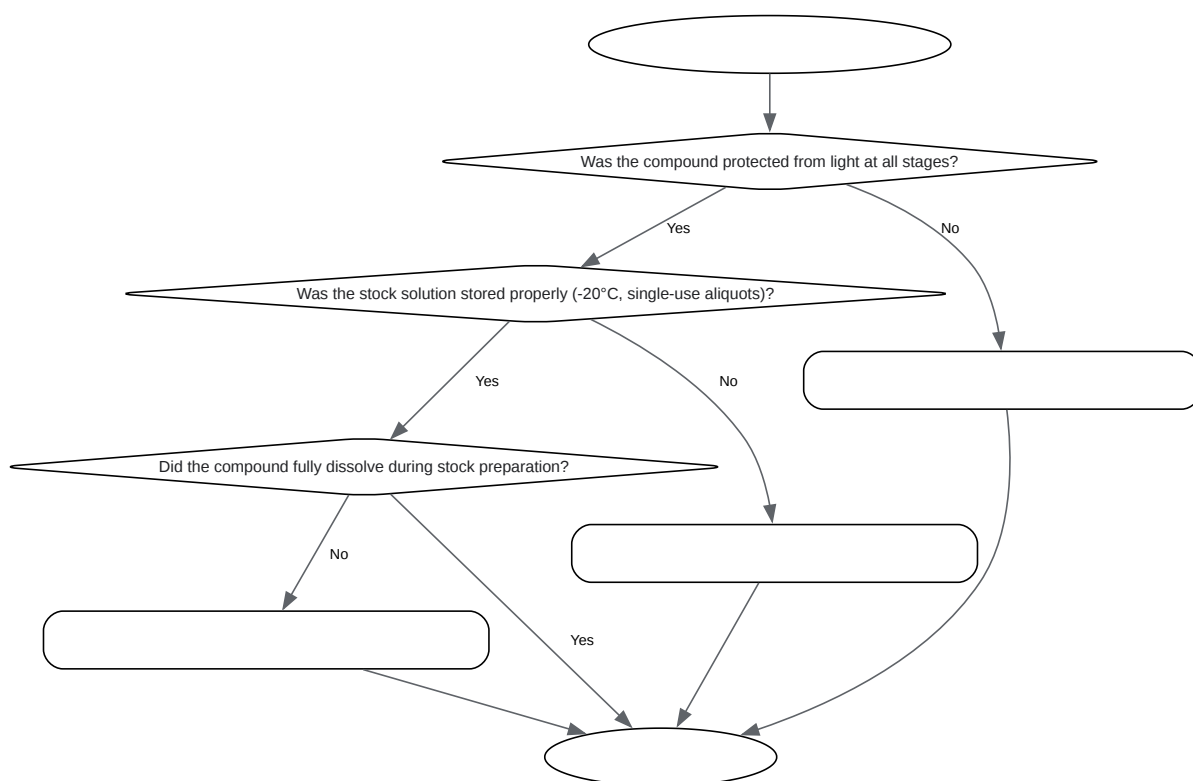 Was the compound protected from light at all stages?
Yes
No
Was the stock solution stored properly (-20°C, single-use aliquots)?
Yes
No
Did the compound fully dissolve during stock preparation?
No
Yes